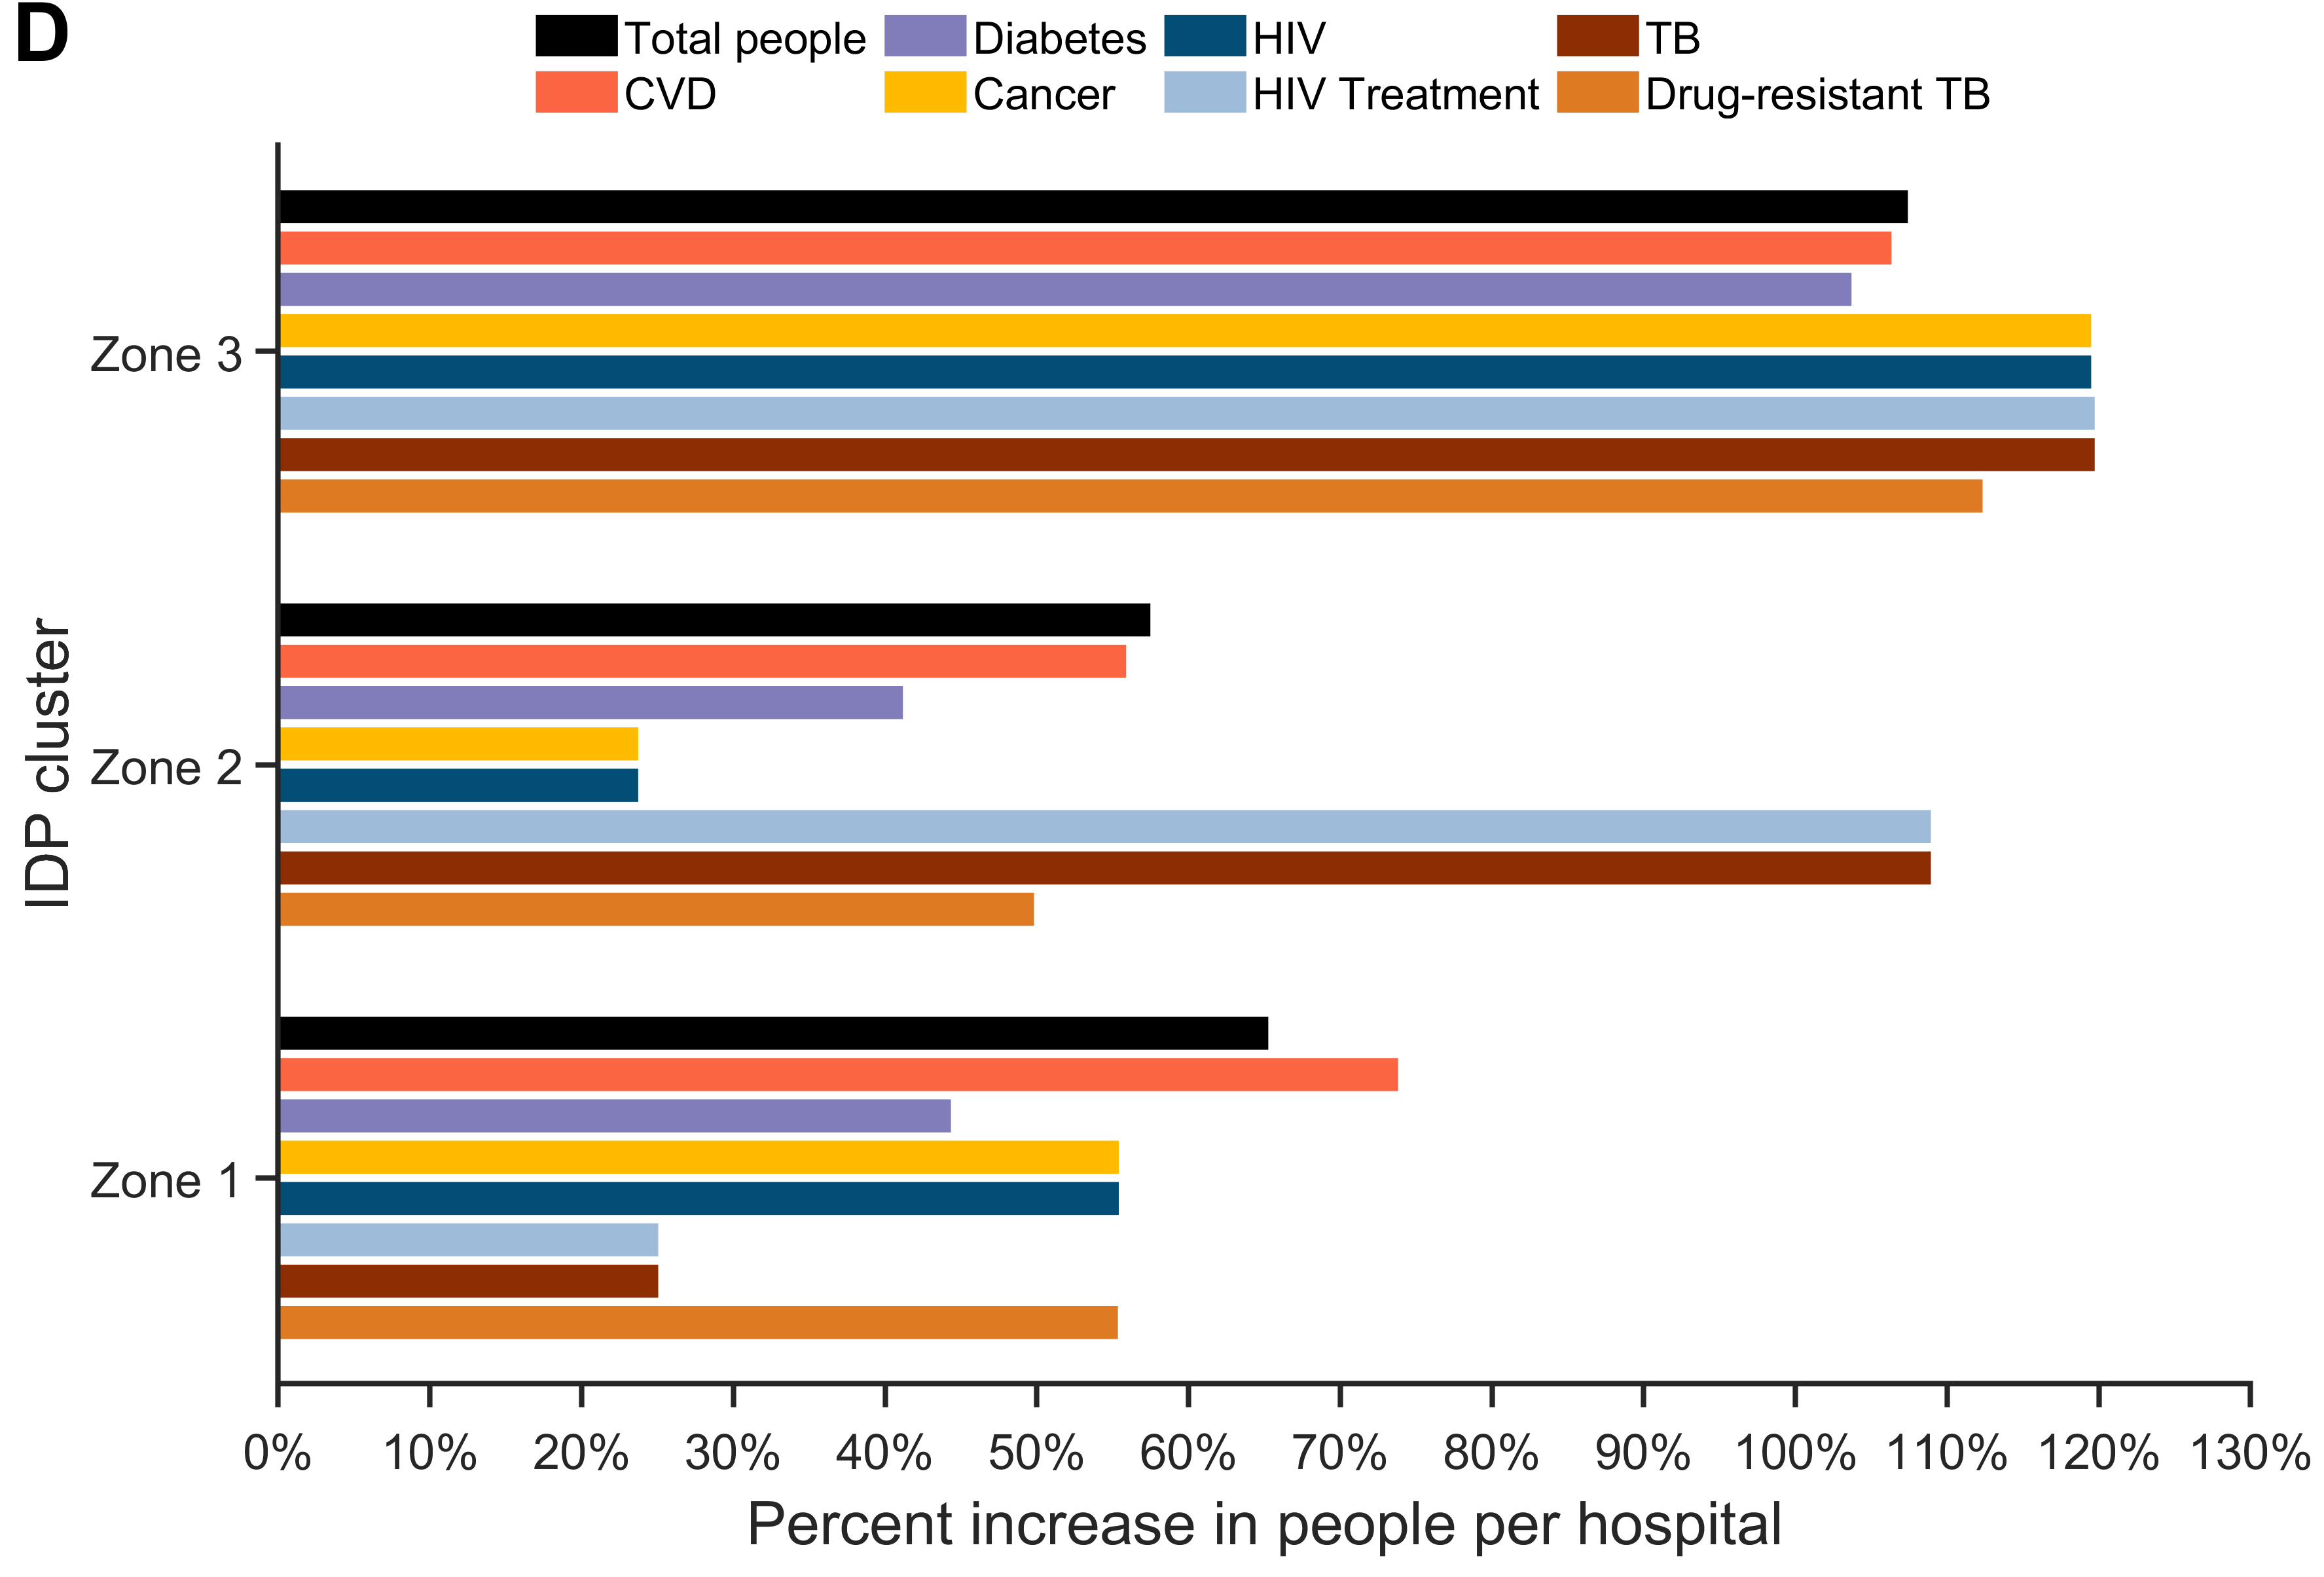 D
Total people Diabetes HIV TB
CVD Cancer HIV Treatment Drug-resistant TB
IDP cluster
Zone 3
Zone 2
Zone 1
0% 10% 20% 30% 40% 50% 60% 70% 80% 90% 100% 110% 120% 130%
Percent increase in people per hospital